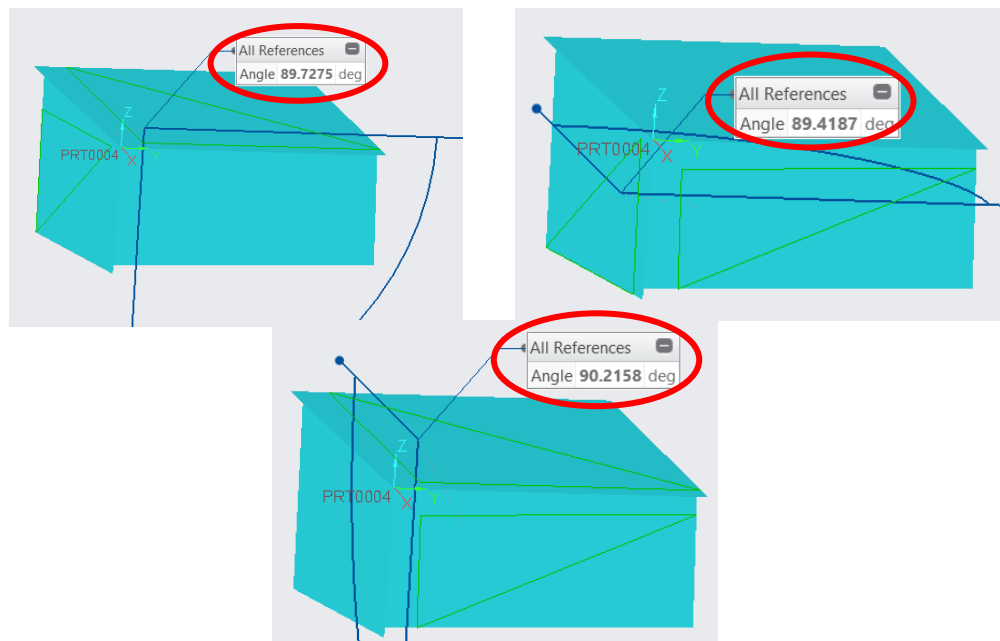 All References
Angle 89.7275 deg
Z
PRT0004
X
Y
All References
Angle 89.4187 deg
Z
PRT0004
X
Y
All References
Angle 90.2158 deg
Z
PRT0004
X
Y